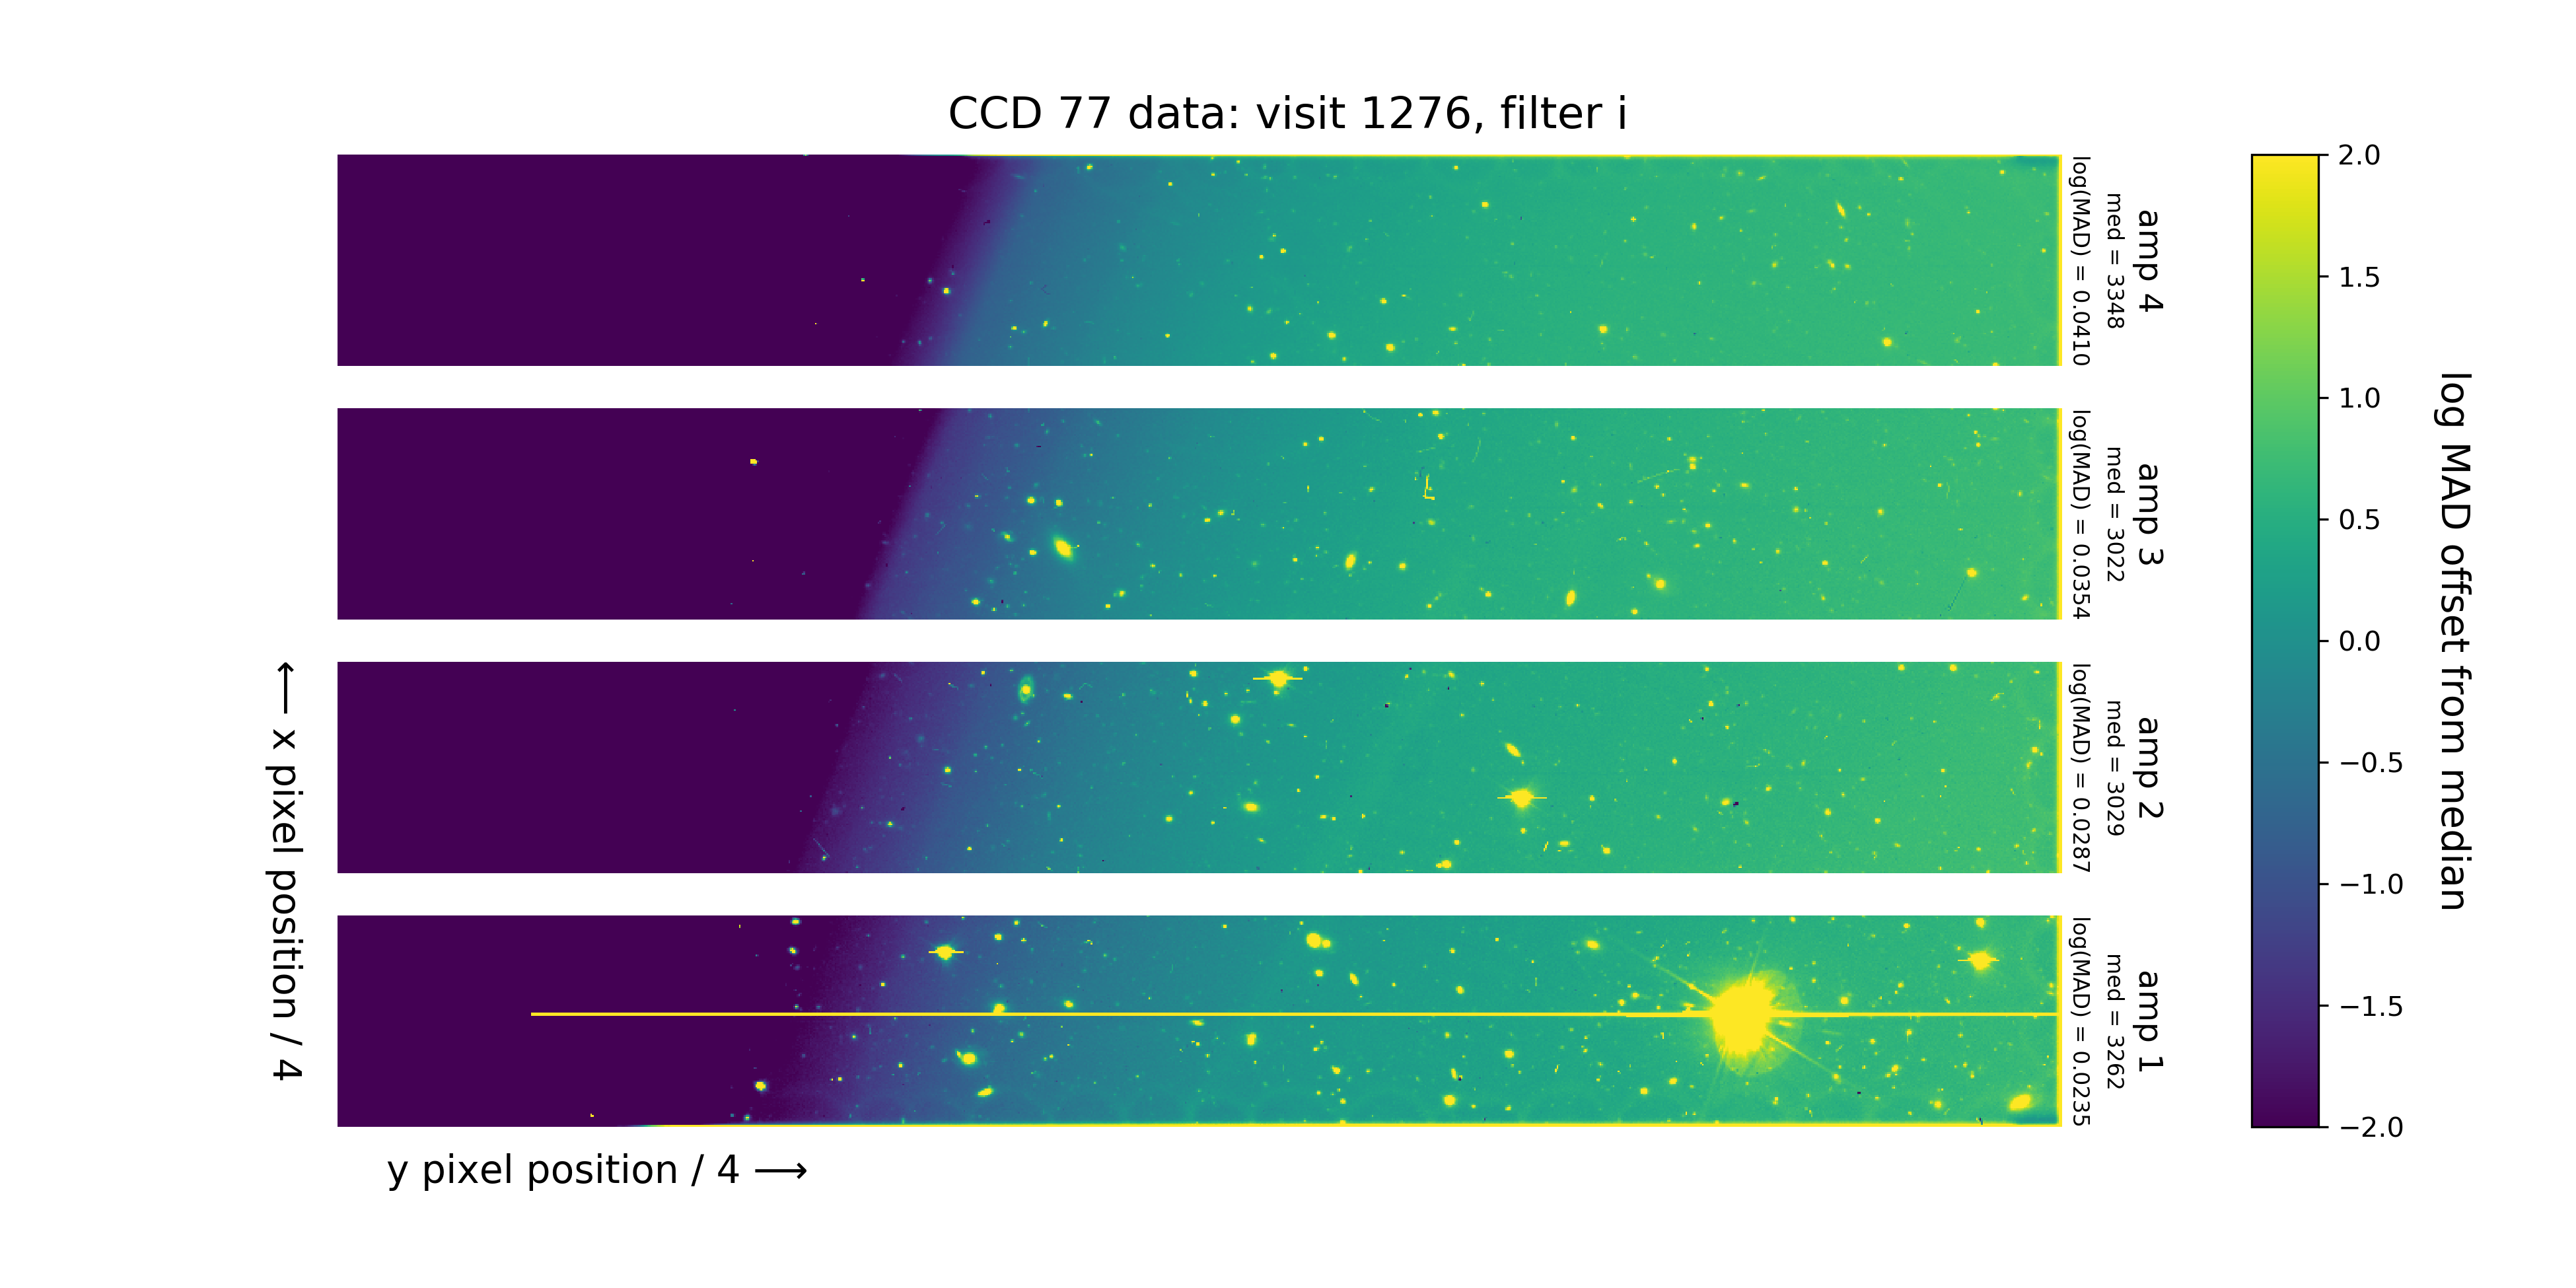 CCD 77 data: visit 1276, filter i
amp 4
med = 3348
log(MAD) = 0.0410
amp 3
med = 3022
log(MAD) = 0.0354
amp 2
med = 3029
log(MAD) = 0.0287
amp 1
med = 3262
log(MAD) = 0.0235
⟵ x pixel position / 4
y pixel position / 4 ⟶
2.0
1.5
1.0
0.5
0.0
−0.5
−1.0
−1.5
−2.0
log MAD offset from median